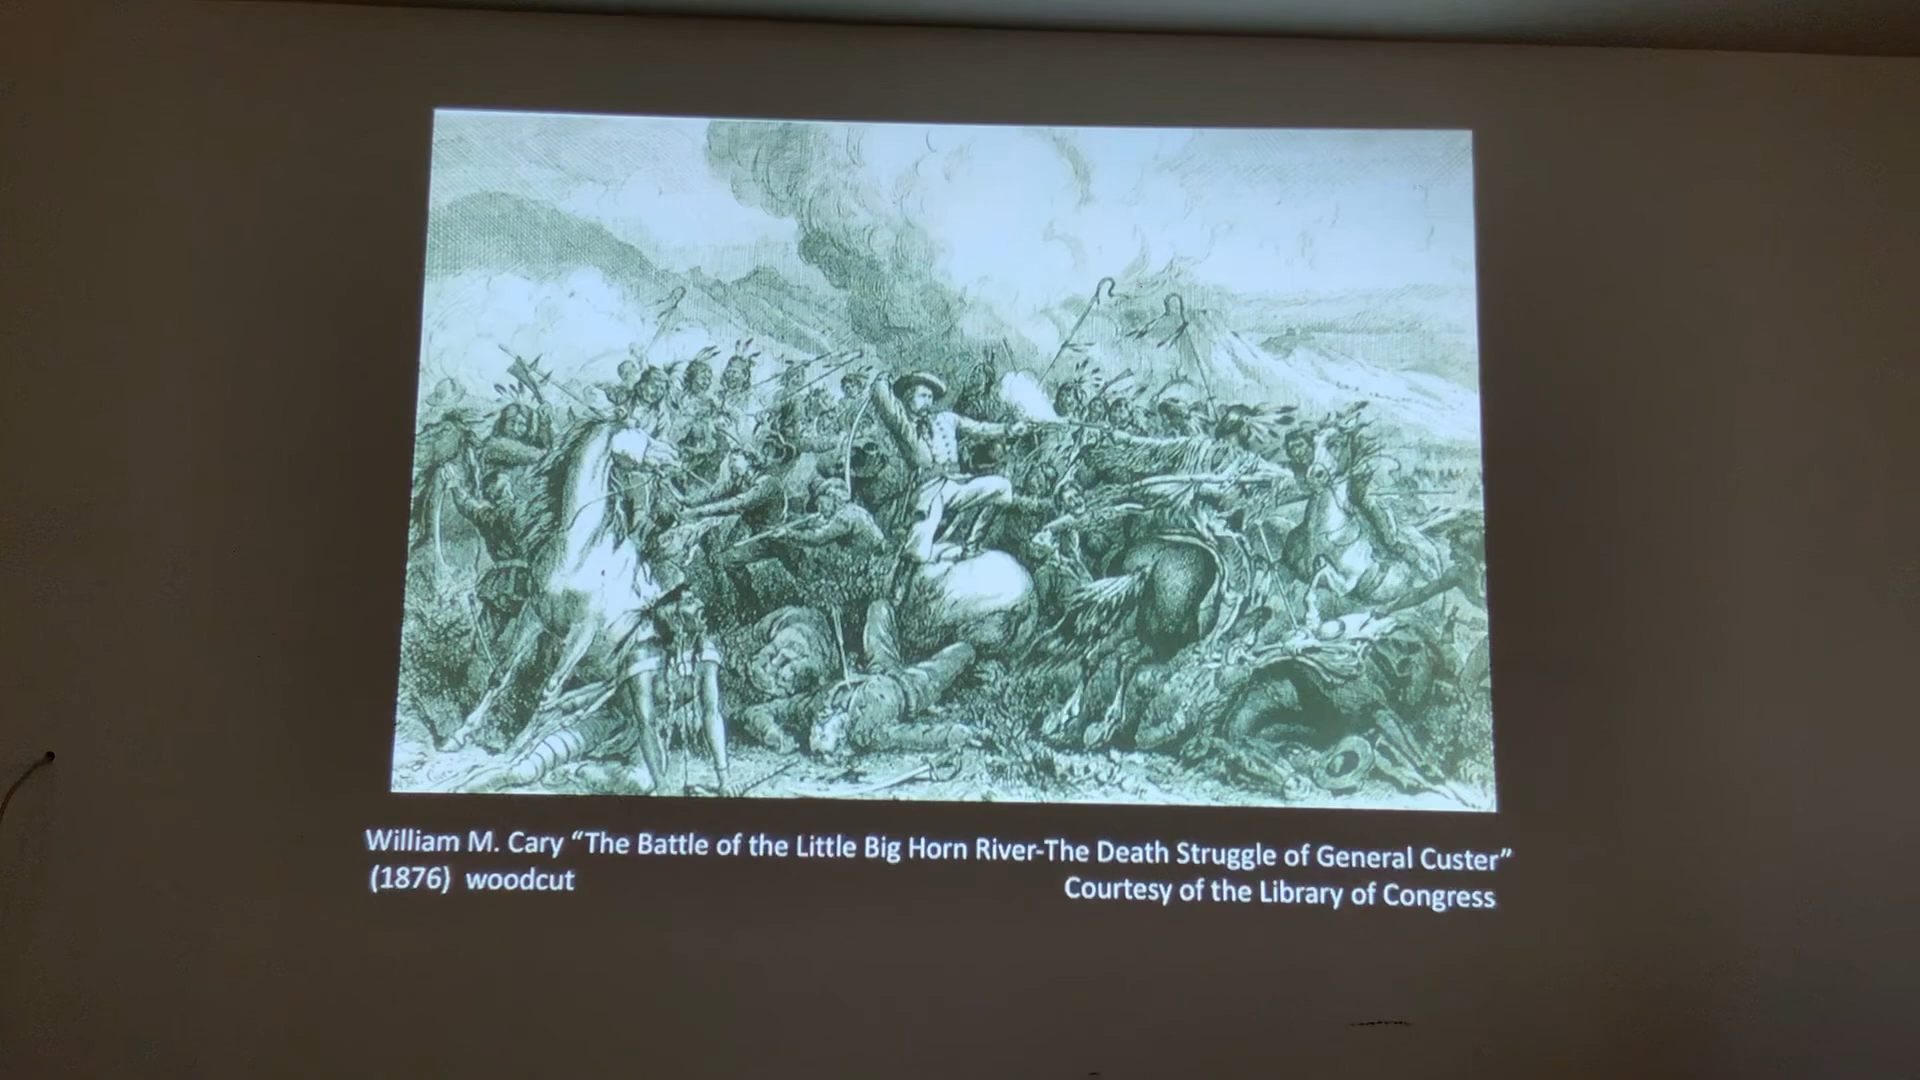 William M. Cary “The Battle of the Little Big Horn River-The Death Struggle of General Custer”
(1876) woodcut
Courtesy of the Library of Congress